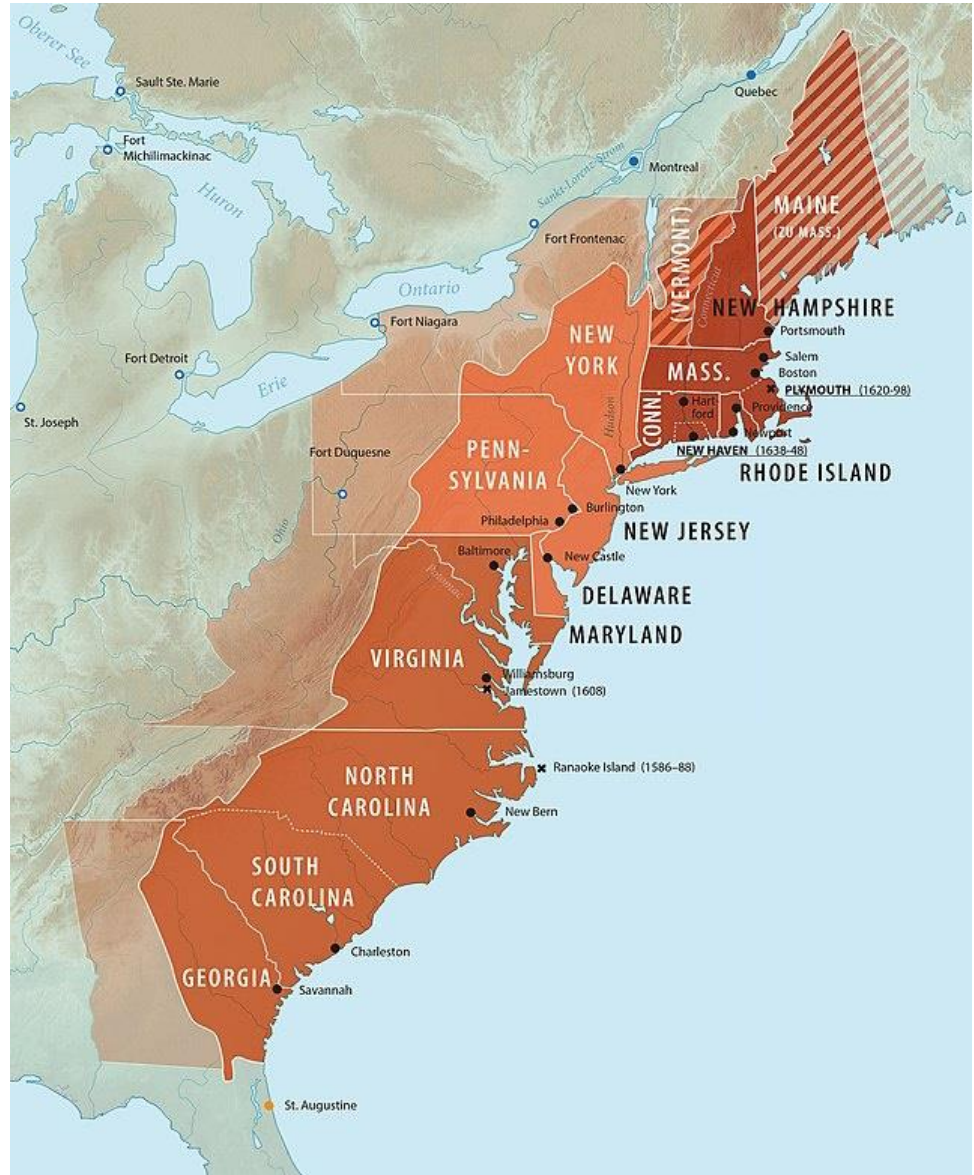 Oberer See
Sault Ste. Marie
Quebec
Fort
Michilimackinac
Montreal
Sankt-Lorenz-Strom
Huron
MAINE
(ZU MASS.)
Fort Frontenac
(VERMONT)
Connecticut
Ontario
NEW HAMPSHIRE
Fort Niagara
Portsmouth
NEW
YORK
Fort Detroit
Salem
Boston
MASS.
Erie
PLYMOUTH (1620-98)
St. Joseph
Hart-
ford
Providence
CONN.
Hudson
Newport
NEW HAVEN (1638-48)
Fort Duquesne
PENN-
SYLVANIA
RHODE ISLAND
New York
Burlington
Philadelphia
NEW JERSEY
Ohio
Baltimore
New Castle
Potomac
DELAWARE
MARYLAND
VIRGINIA
Williamsburg
Jamestown (1608)
Ranaoke Island (1586–88)
NORTH
CAROLINA
New Bern
SOUTH
CAROLINA
Charleston
GEORGIA
Savannah
St. Augustine